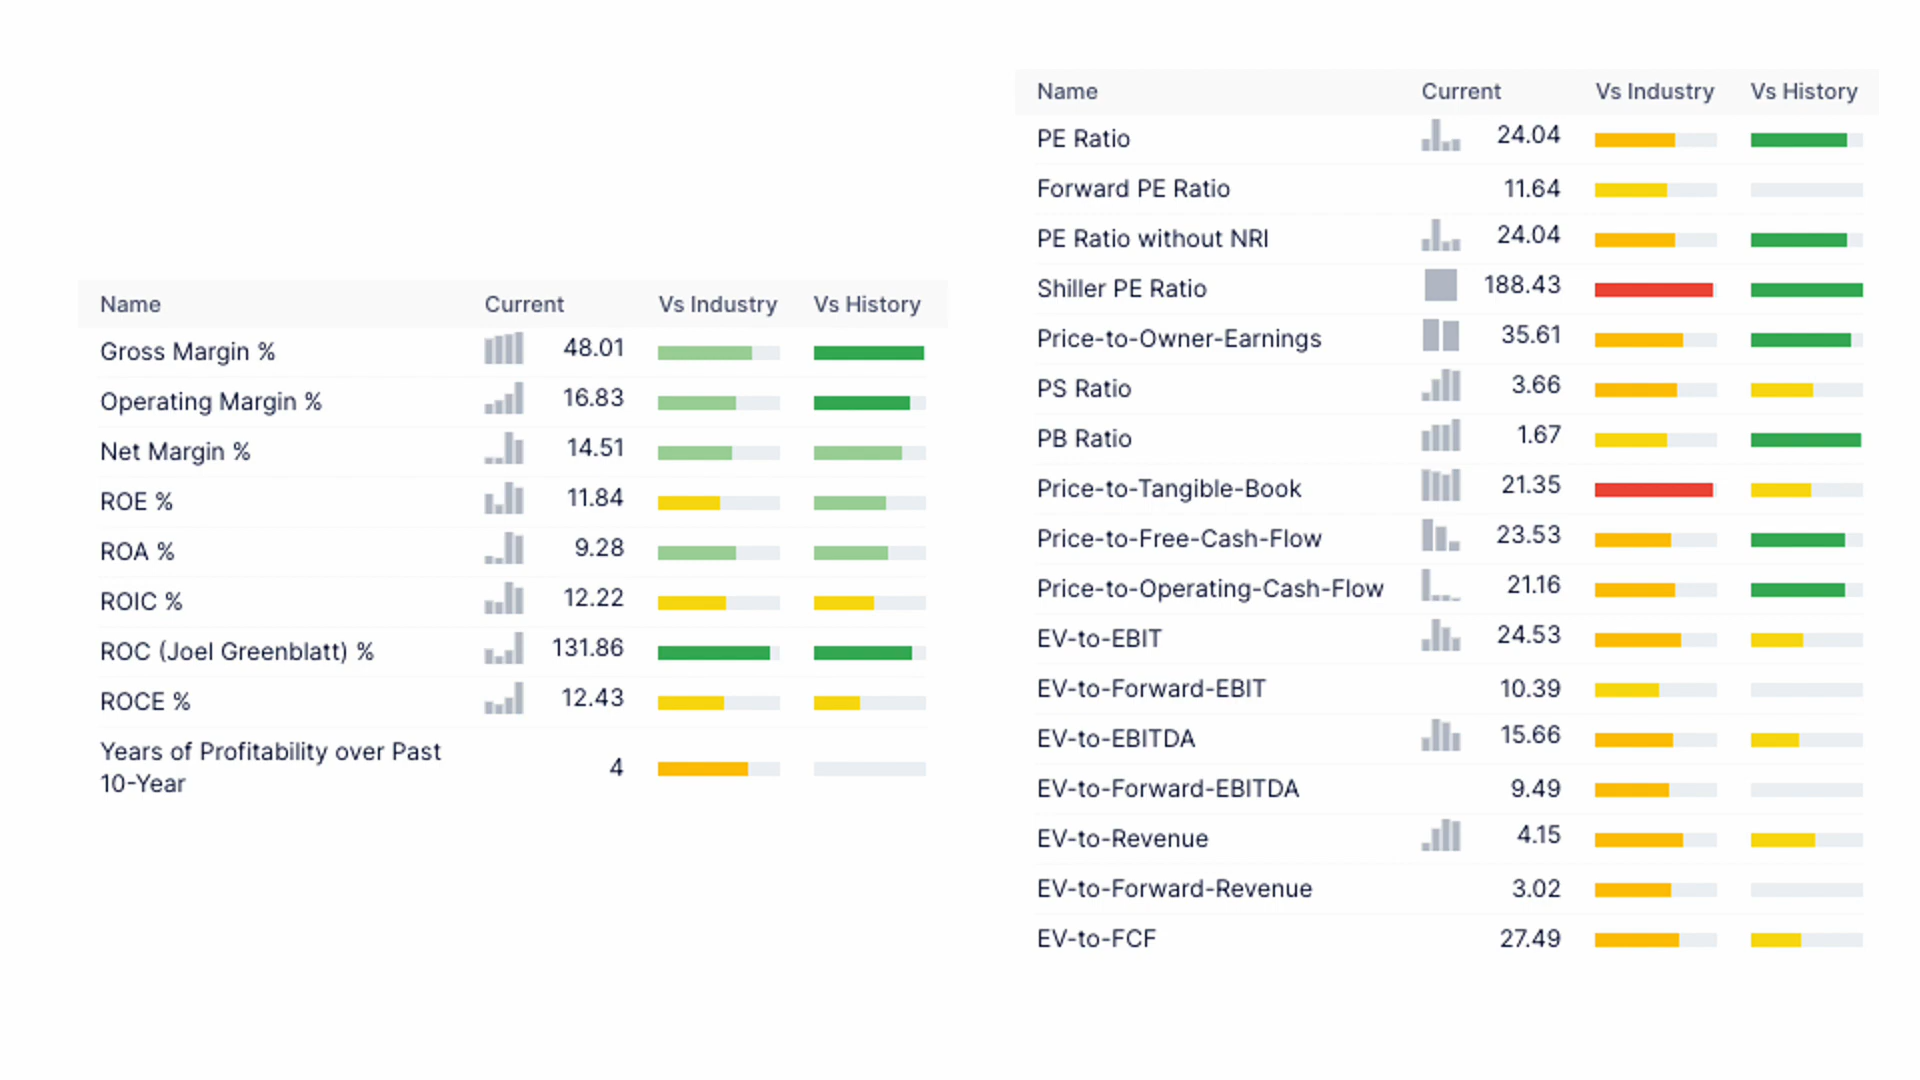 Name Current Vs Industry Vs History
Gross Margin % 48.01
Operating Margin % 16.83
Net Margin % 14.51
ROE % 11.84
ROA % 9.28
ROIC % 12.22
ROC (Joel Greenblatt) % 131.86
ROCE % 12.43
Years of Profitability over Past
10-Year 4
Name Current Vs Industry Vs History
PE Ratio 24.04
Forward PE Ratio 11.64
PE Ratio without NRI 24.04
Shiller PE Ratio 188.43
Price-to-Owner-Earnings 35.61
PS Ratio 3.66
PB Ratio 1.67
Price-to-Tangible-Book 21.35
Price-to-Free-Cash-Flow 23.53
Price-to-Operating-Cash-Flow 21.16
EV-to-EBIT 24.53
EV-to-Forward-EBIT 10.39
EV-to-EBITDA 15.66
EV-to-Forward-EBITDA 9.49
EV-to-Revenue 4.15
EV-to-Forward-Revenue 3.02
EV-to-FCF 27.49